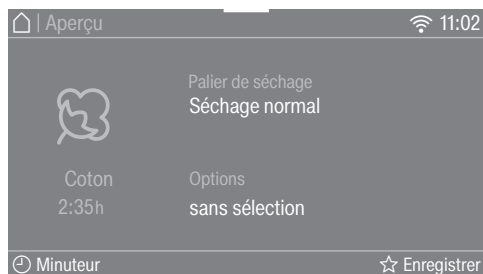 Aperçu
11:02
Palier de séchage
Séchage normal
Coton
2:35h
Options
sans sélection
Minuteur
Enregistrer